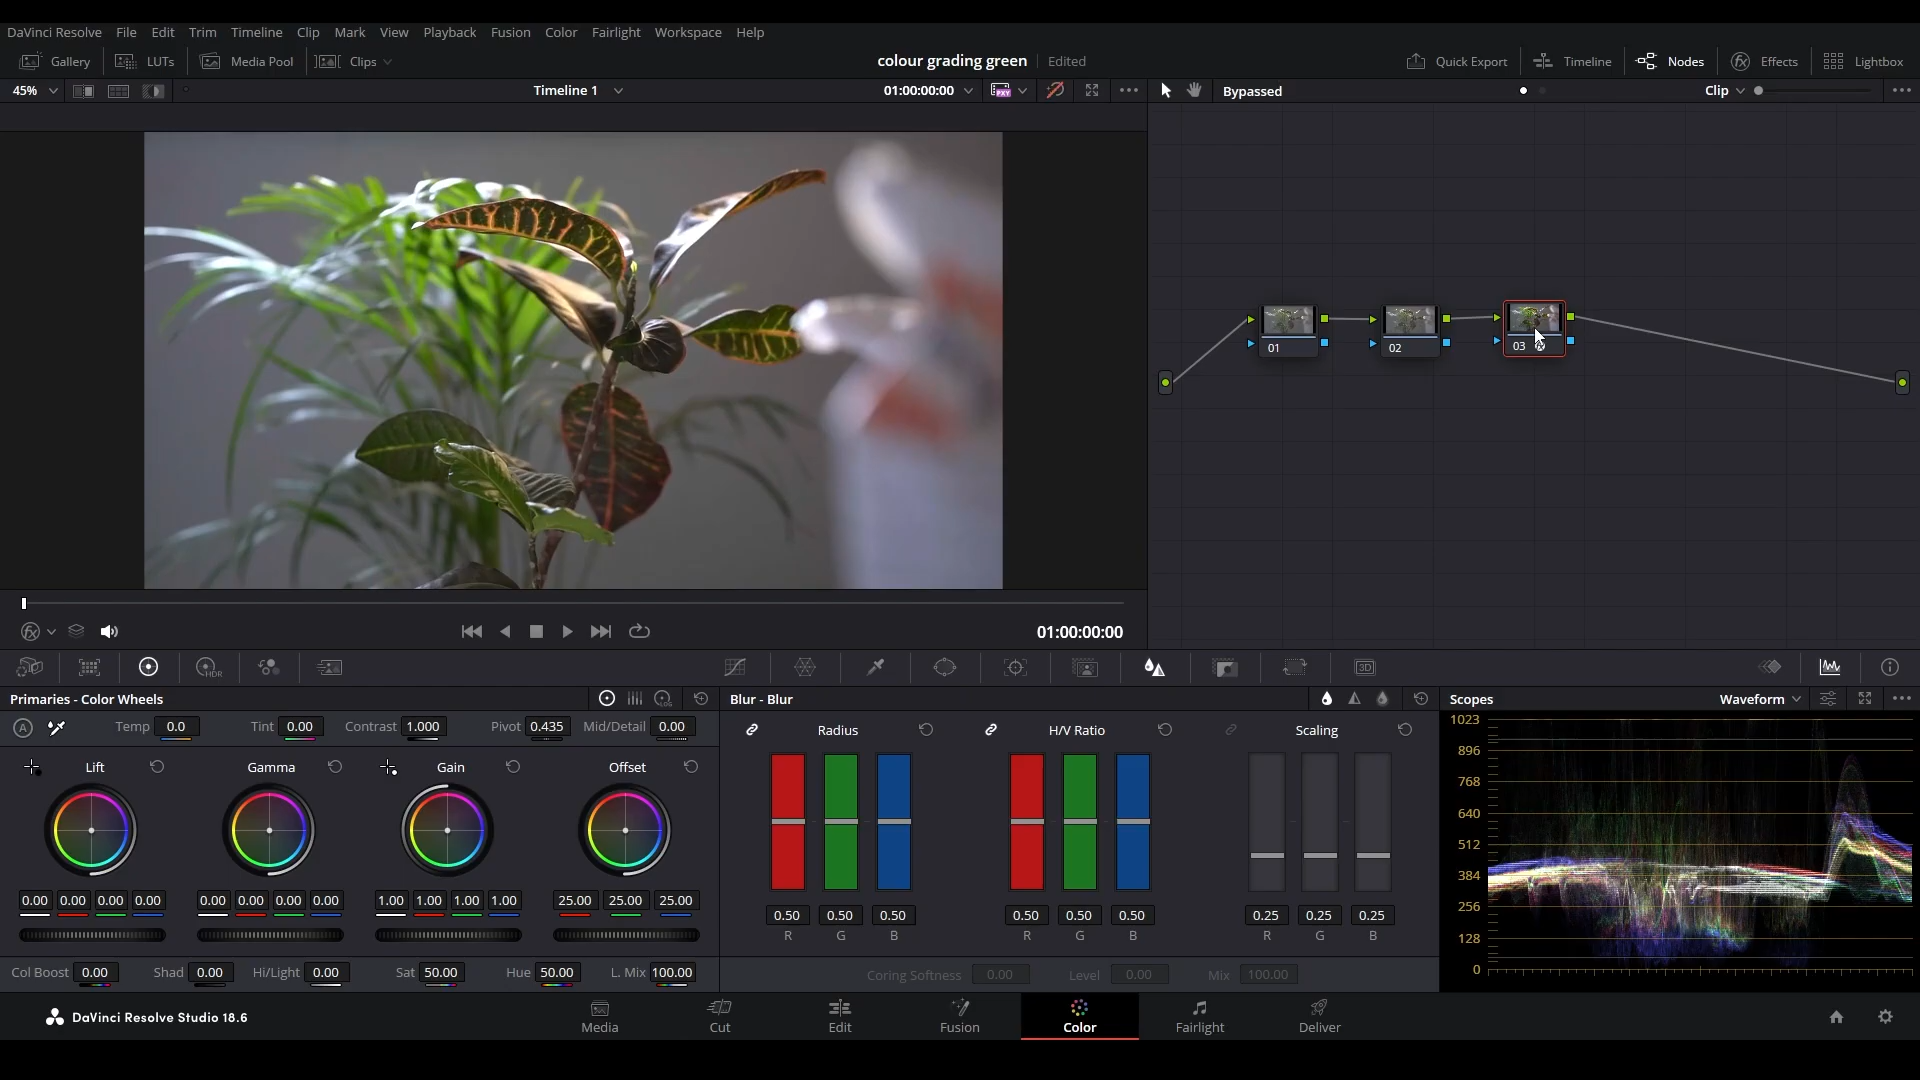 DaVinci Resolve File Edit Trim Timeline Clip Mark View Playback Fusion Color Fairlight Workspace Help
Gallery LUTs Media Pool Clips colour grading green Edited Quick Export Timeline Nodes Effects Lightbox
45% Timeline 1 01:00:00:00 PXY Bypassed Clip
01 02 03
01:00:00:00
HDR 3D
Primaries - Color Wheels LOG Blur - Blur Scopes Waveform
A Temp 0.0 Tint 0.00 Contrast 1.000 Pivot 0.435 Mid/Detail 0.00 Radius H/V Ratio Scaling
Lift Gamma Gain Offset
0.00 0.00 0.00 0.00 0.00 0.00 0.00 0.00 1.00 1.00 1.00 1.00 25.00 25.00 25.00
0.50 0.50 0.50 0.50 0.50 0.50 0.25 0.25 0.25
R G B R G B R G B
Col Boost 0.00 Shad 0.00 Hi/Light 0.00 Sat 50.00 Hue 50.00 L. Mix 100.00 Coring Softness 0.00 Level 0.00 Mix 100.00
1023
896
768
640
512
384
256
128
0
DaVinci Resolve Studio 18.6 Media Cut Edit Fusion Color Fairlight Deliver